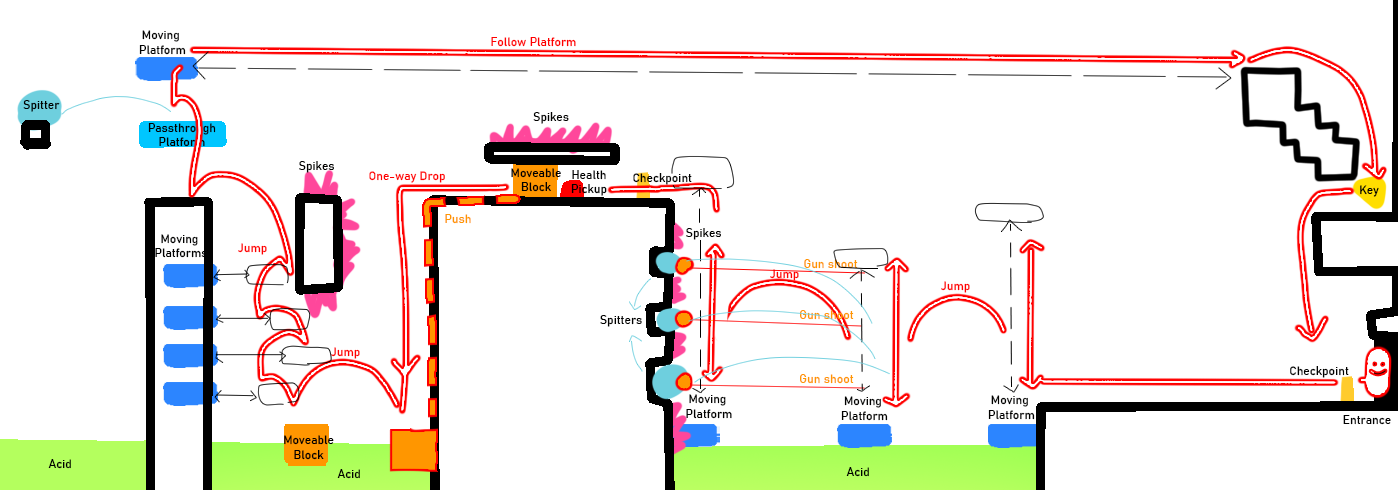 Moving
Platform
Follow Platform
Spitter
Passthrough
Platform
Spikes
Spikes
One-way Drop
Moveable
Block
Health
Pickup
Checkpoint
Key
Push
Moving
Platforms
Jump
Spikes
Gun shoot
Jump
Jump
Spitters
Gun shoot
Jump
Gun shoot
Checkpoint
Moving
Platform
Moving
Platform
Moving
Platform
Entrance
Moveable
Block
Acid
Acid
Acid